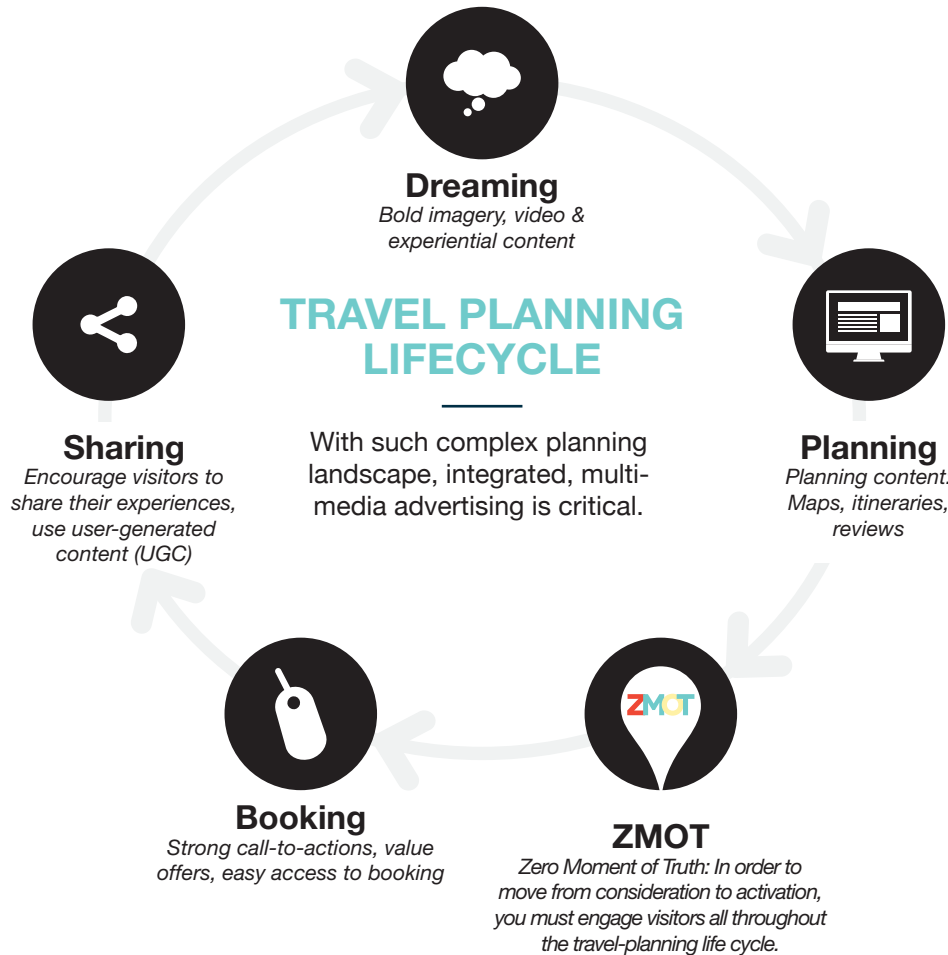 Dreaming
Bold imagery, video &
experiential content
TRAVEL PLANNING
LIFECYCLE
With such complex planning
landscape, integrated, multi-
media advertising is critical.
Planning
Planning content.
Maps, itineraries,
reviews
ZMOT
ZMOT
Zero Moment of Truth: In order to
move from consideration to activation,
you must engage visitors all throughout
the travel-planning life cycle.
Booking
Strong call-to-actions, value
offers, easy access to booking
Sharing
Encourage visitors to
share their experiences,
use user-generated
content (UGC)